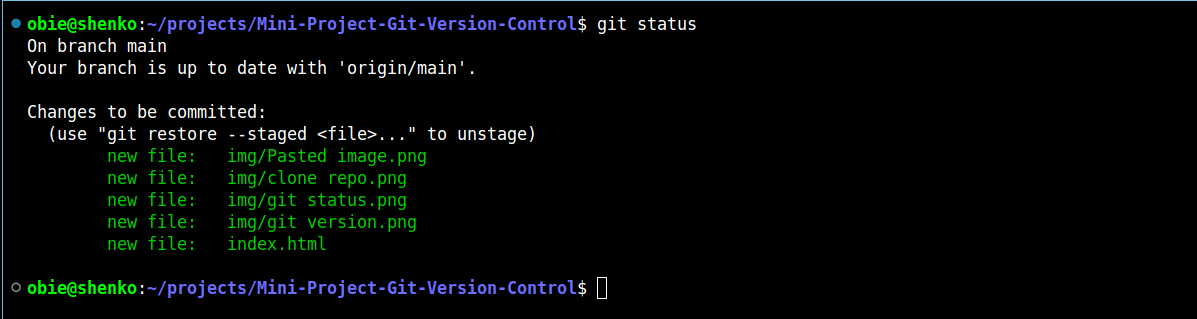 obie@shenko:~/projects/Mini-Project-Git-Version-Control$ git status
On branch main
Your branch is up to date with 'origin/main'.
Changes to be committed:
  (use "git restore --staged <file>..." to unstage)
        new file:   img/Pasted image.png
        new file:   img/clone repo.png
        new file:   img/git status.png
        new file:   img/git version.png
        new file:   index.html
obie@shenko:~/projects/Mini-Project-Git-Version-Control$